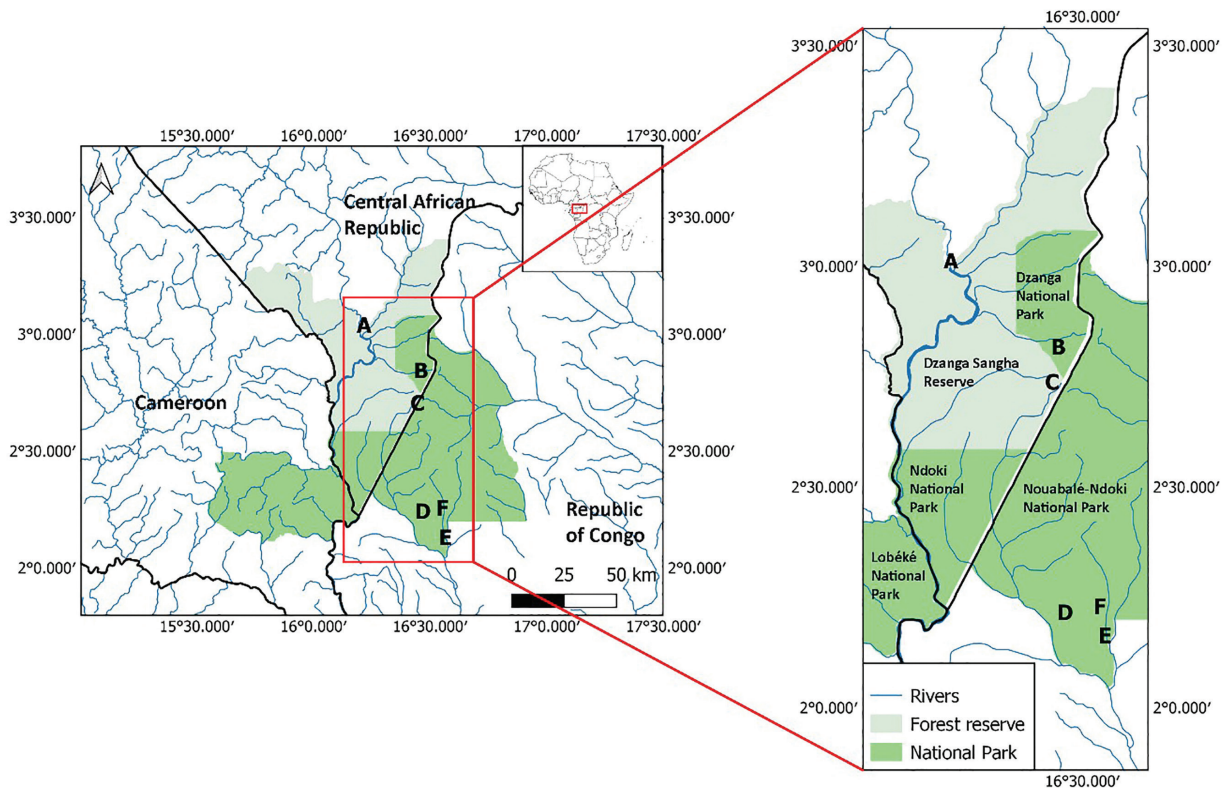 15°30.000' 16°0.000' 16°30.000' 17°0.000' 17°30.000'
3°30.000'
3°0.000'
2°30.000'
2°0.000'
Central African
Republic
Cameroon
Republic
of Congo
A
B
C
D
F
E
0 25 50 km
3°30.000'
3°0.000'
2°30.000'
2°0.000'
15°30.000' 16°0.000' 16°30.000' 17°0.000' 17°30.000'
16°30.000'
3°30.000'
3°0.000'
2°30.000'
2°0.000'
A
Dzanga
National
Park
B
Dzanga Sangha
Reserve
C
Ndoki
National
Park
Nouabalé-Ndoki
National Park
Lobéké
National
Park
D
F
E
Rivers
Forest reserve
National Park
3°30.000'
3°0.000'
2°30.000'
2°0.000'
16°30.000'